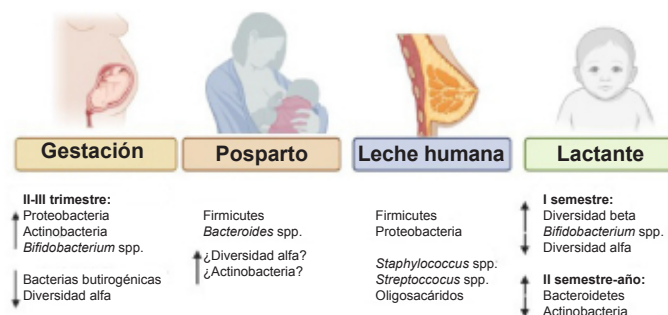 Gestación
Posparto
Leche humana
Lactante
II-III trimestre:
Proteobacteria
Actinobacteria
Bifidobacterium spp.
Bacterias butirogénicas
Diversidad alfa
Firmicutes
Bacteroides spp.
¿Diversidad alfa?
¿Actinobacteria?
Firmicutes
Proteobacteria
Staphylococcus spp.
Streptoccocus spp.
Oligosacáridos
I semestre:
Diversidad beta
Bifidobacterium spp.
Diversidad alfa
II semestre-año:
Bacteroidetes
Actinobacteria